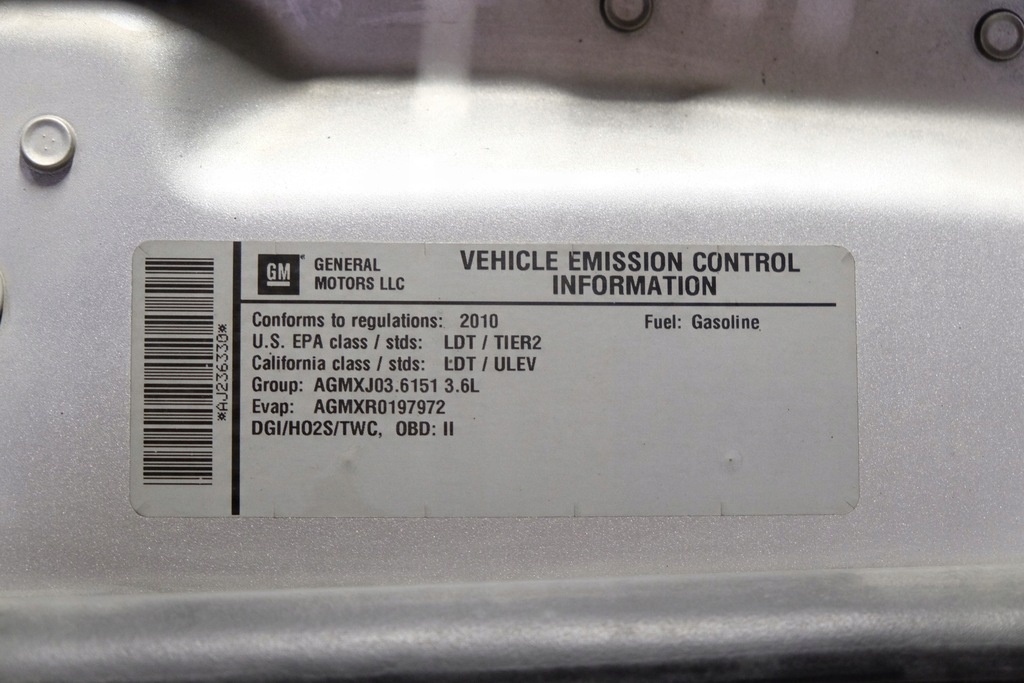 *AJ236330*
GM GENERAL MOTORS LLC
VEHICLE EMISSION CONTROL
INFORMATION
Conforms to regulations: 2010 Fuel: Gasoline
U.S. EPA class / stds: LDT / TIER2
California class / stds: LDT / ULEV
Group: AGMXJ03.6151 3.6L
Evap: AGMXR0197972
DGI/HO2S/TWC, OBD: II